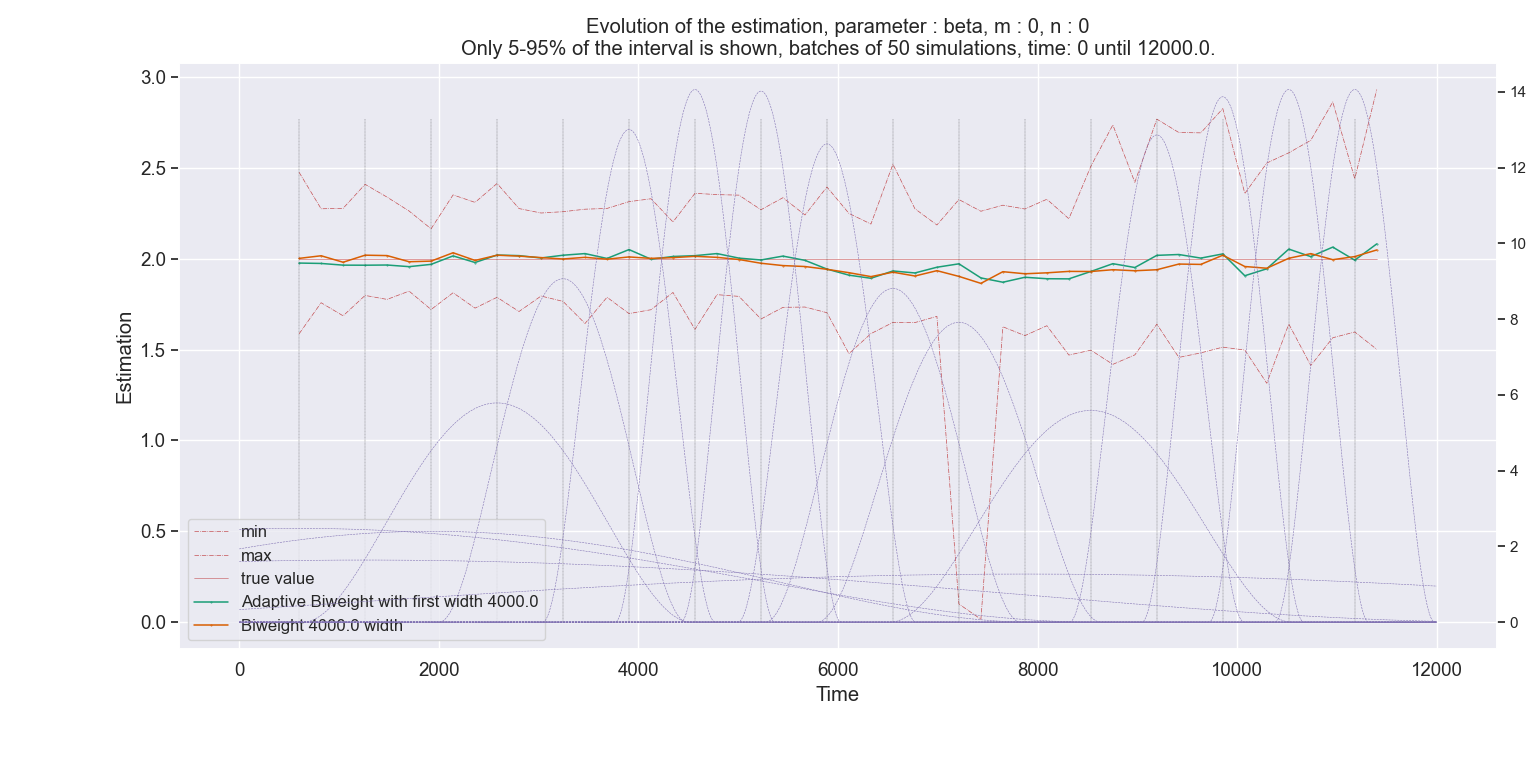 Evolution of the estimation, parameter : beta, m : 0, n : 0
Only 5-95% of the interval is shown, batches of 50 simulations, time: 0 until 12000.0.
3.0
2.5
2.0
1.5
1.0
0.5
0.0
Estimation
14
12
10
8
6
4
2
0
min
max
true value
Adaptive Biweight with first width 4000.0
Biweight 4000.0 width
0
2000
4000
6000
8000
10000
12000
Time